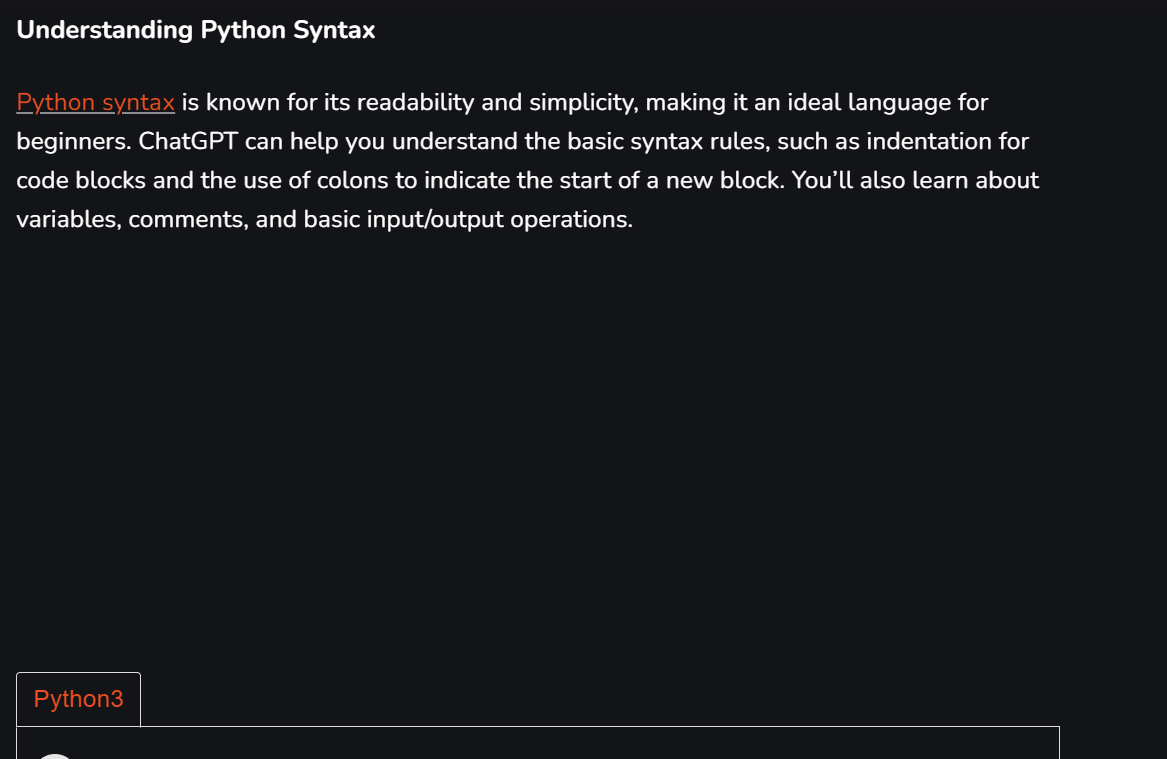 Understanding Python Syntax
Python syntax is known for its readability and simplicity, making it an ideal language for
beginners. ChatGPT can help you understand the basic syntax rules, such as indentation for
code blocks and the use of colons to indicate the start of a new block. You’ll also learn about
variables, comments, and basic input/output operations.
Python3